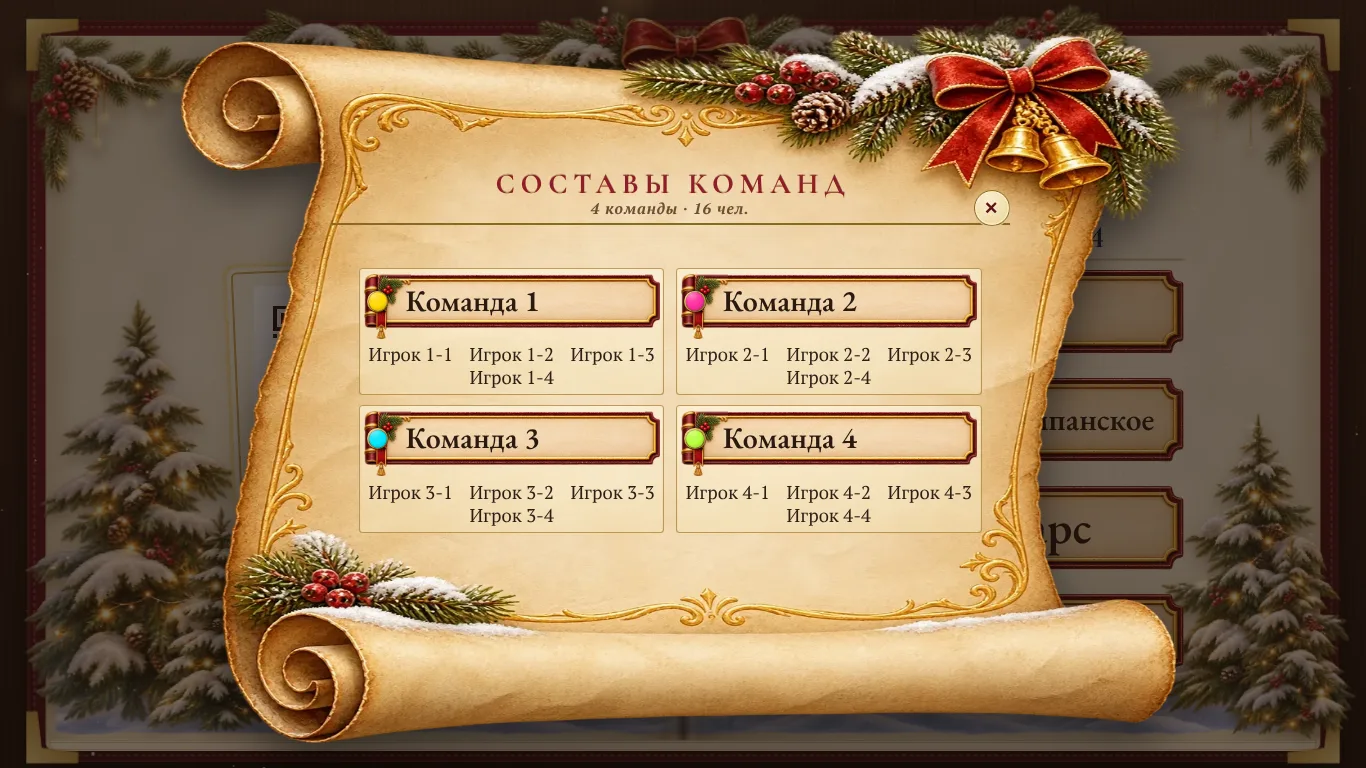 СОСТАВЫ КОМАНД
4 команды · 16 чел.
×
4
Команда 1
Команда 2
Игрок 1-1 Игрок 1-2 Игрок 1-3
Игрок 1-4
Игрок 2-1 Игрок 2-2 Игрок 2-3
Игрок 2-4
Команда 3
Команда 4
Игрок 3-1 Игрок 3-2 Игрок 3-3
Игрок 3-4
Игрок 4-1 Игрок 4-2 Игрок 4-3
Игрок 4-4